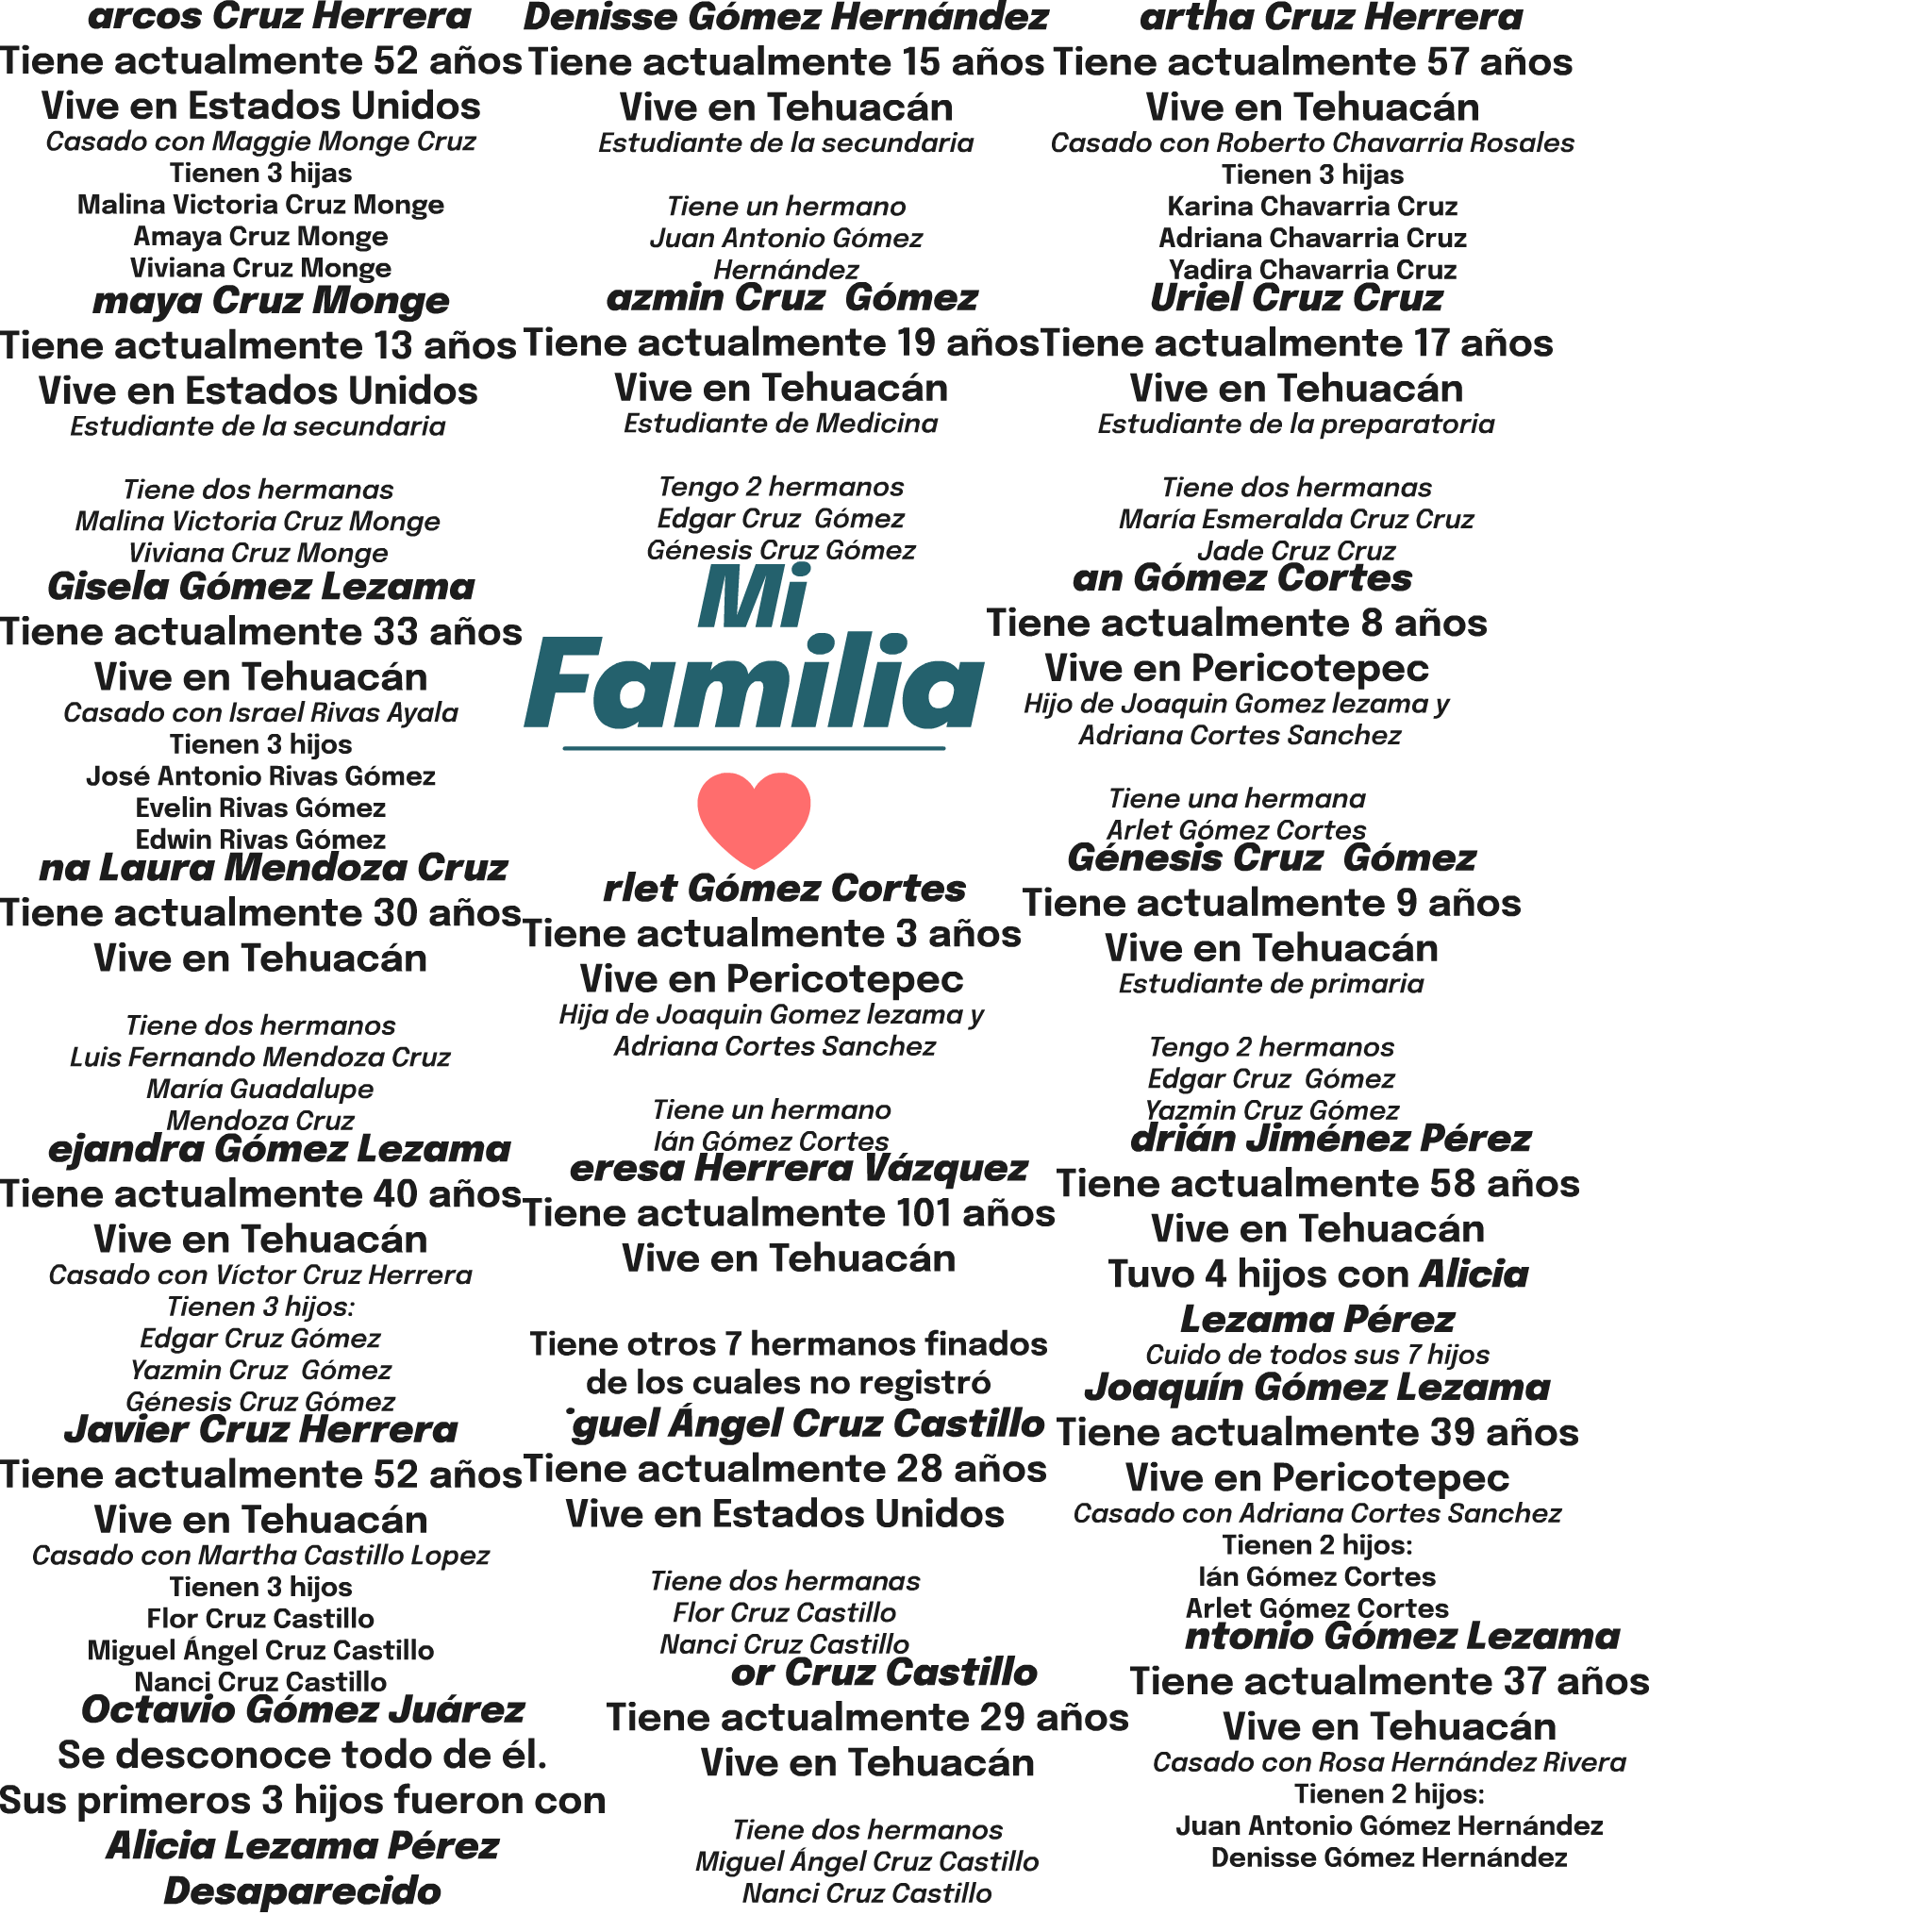 arcos Cruz Herrera
Tiene actualmente 52 años
Vive en Estados Unidos
Casado con Maggie Monge Cruz
Tienen 3 hijas
Malina Victoria Cruz Monge
Amaya Cruz Monge
Viviana Cruz Monge
maya Cruz Monge
Tiene actualmente 13 años
Vive en Estados Unidos
Estudiante de la secundaria
Tiene dos hermanas
Malina Victoria Cruz Monge
Viviana Cruz Monge
Gisela Gómez Lezama
Tiene actualmente 33 años
Vive en Tehuacán
Casado con Israel Rivas Ayala
Tienen 3 hijos
José Antonio Rivas Gómez
Evelin Rivas Gómez
Edwin Rivas Gómez
na Laura Mendoza Cruz
Tiene actualmente 30 años
Vive en Tehuacán
Tiene dos hermanos
Luis Fernando Mendoza Cruz
María Guadalupe
Mendoza Cruz
ejandra Gómez Lezama
Tiene actualmente 40 años
Vive en Tehuacán
Casado con Víctor Cruz Herrera
Tienen 3 hijos:
Edgar Cruz Gómez
Yazmin Cruz Gómez
Génesis Cruz Gómez
Javier Cruz Herrera
Tiene actualmente 52 años
Vive en Tehuacán
Casado con Martha Castillo Lopez
Tienen 3 hijos
Flor Cruz Castillo
Miguel Ángel Cruz Castillo
Nanci Cruz Castillo
Octavio Gómez Juárez
Se desconoce todo de él.
Sus primeros 3 hijos fueron con
Alicia Lezama Pérez
Desaparecido
Denisse Gómez Hernández
Tiene actualmente 15 años
Vive en Tehuacán
Estudiante de la secundaria
Tiene un hermano
Juan Antonio Gómez
Hernández
azmin Cruz Gómez
Tiene actualmente 19 años
Vive en Tehuacán
Estudiante de Medicina
Tengo 2 hermanos
Edgar Cruz Gómez
Génesis Cruz Gómez
Mi
Familia
rlet Gómez Cortes
Tiene actualmente 3 años
Vive en Pericotepec
Hija de Joaquin Gomez lezama y
Adriana Cortes Sanchez
Tiene un hermano
Ián Gómez Cortes
eresa Herrera Vázquez
Tiene actualmente 101 años
Vive en Tehuacán
Tiene otros 7 hermanos finados
de los cuales no registró
guel Ángel Cruz Castillo
Tiene actualmente 28 años
Vive en Estados Unidos
Tiene dos hermanas
Flor Cruz Castillo
Nanci Cruz Castillo
or Cruz Castillo
Tiene actualmente 29 años
Vive en Tehuacán
Tiene dos hermanos
Miguel Ángel Cruz Castillo
Nanci Cruz Castillo
artha Cruz Herrera
Tiene actualmente 57 años
Vive en Tehuacán
Casado con Roberto Chavarria Rosales
Tienen 3 hijas
Karina Chavarria Cruz
Adriana Chavarria Cruz
Yadira Chavarria Cruz
Uriel Cruz Cruz
Tiene actualmente 17 años
Vive en Tehuacán
Estudiante de la preparatoria
Tiene dos hermanas
María Esmeralda Cruz Cruz
Jade Cruz Cruz
an Gómez Cortes
Tiene actualmente 8 años
Vive en Pericotepec
Hijo de Joaquin Gomez lezama y
Adriana Cortes Sanchez
Tiene una hermana
Arlet Gómez Cortes
Génesis Cruz Gómez
Tiene actualmente 9 años
Vive en Tehuacán
Estudiante de primaria
Tengo 2 hermanos
Edgar Cruz Gómez
Yazmin Cruz Gómez
drián Jiménez Pérez
Tiene actualmente 58 años
Vive en Tehuacán
Tuvo 4 hijos con Alicia
Lezama Pérez
Cuido de todos sus 7 hijos
Joaquín Gómez Lezama
Tiene actualmente 39 años
Vive en Pericotepec
Casado con Adriana Cortes Sanchez
Tienen 2 hijos:
Ián Gómez Cortes
Arlet Gómez Cortes
ntonio Gómez Lezama
Tiene actualmente 37 años
Vive en Tehuacán
Casado con Rosa Hernández Rivera
Tienen 2 hijos:
Juan Antonio Gómez Hernández
Denisse Gómez Hernández